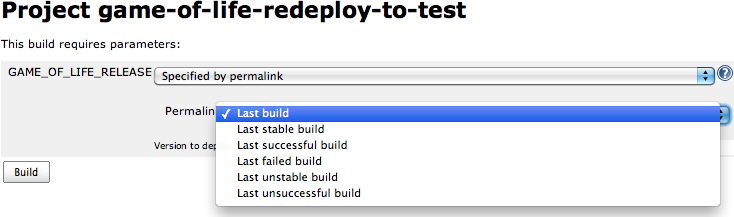 Project game-of-life-redeploy-to-test
This build requires parameters:
GAME_OF_LIFE_RELEASE Specified by permalink ?
Permalin ✓ Last build
Last stable build
Version to dep Last successful build
Last failed build
Build Last unstable build
Last unsuccessful build